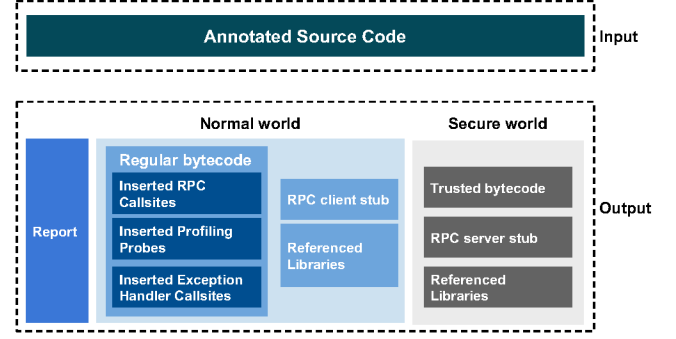 Annotated Source Code
Input
Normal world
Secure world
Report
Regular bytecode
Inserted RPC
Callsites
Inserted Profiling
Probes
Inserted Exception
Handler Callsites
RPC client stub
Referenced
Libraries
Trusted bytecode
RPC server stub
Referenced
Libraries
Output